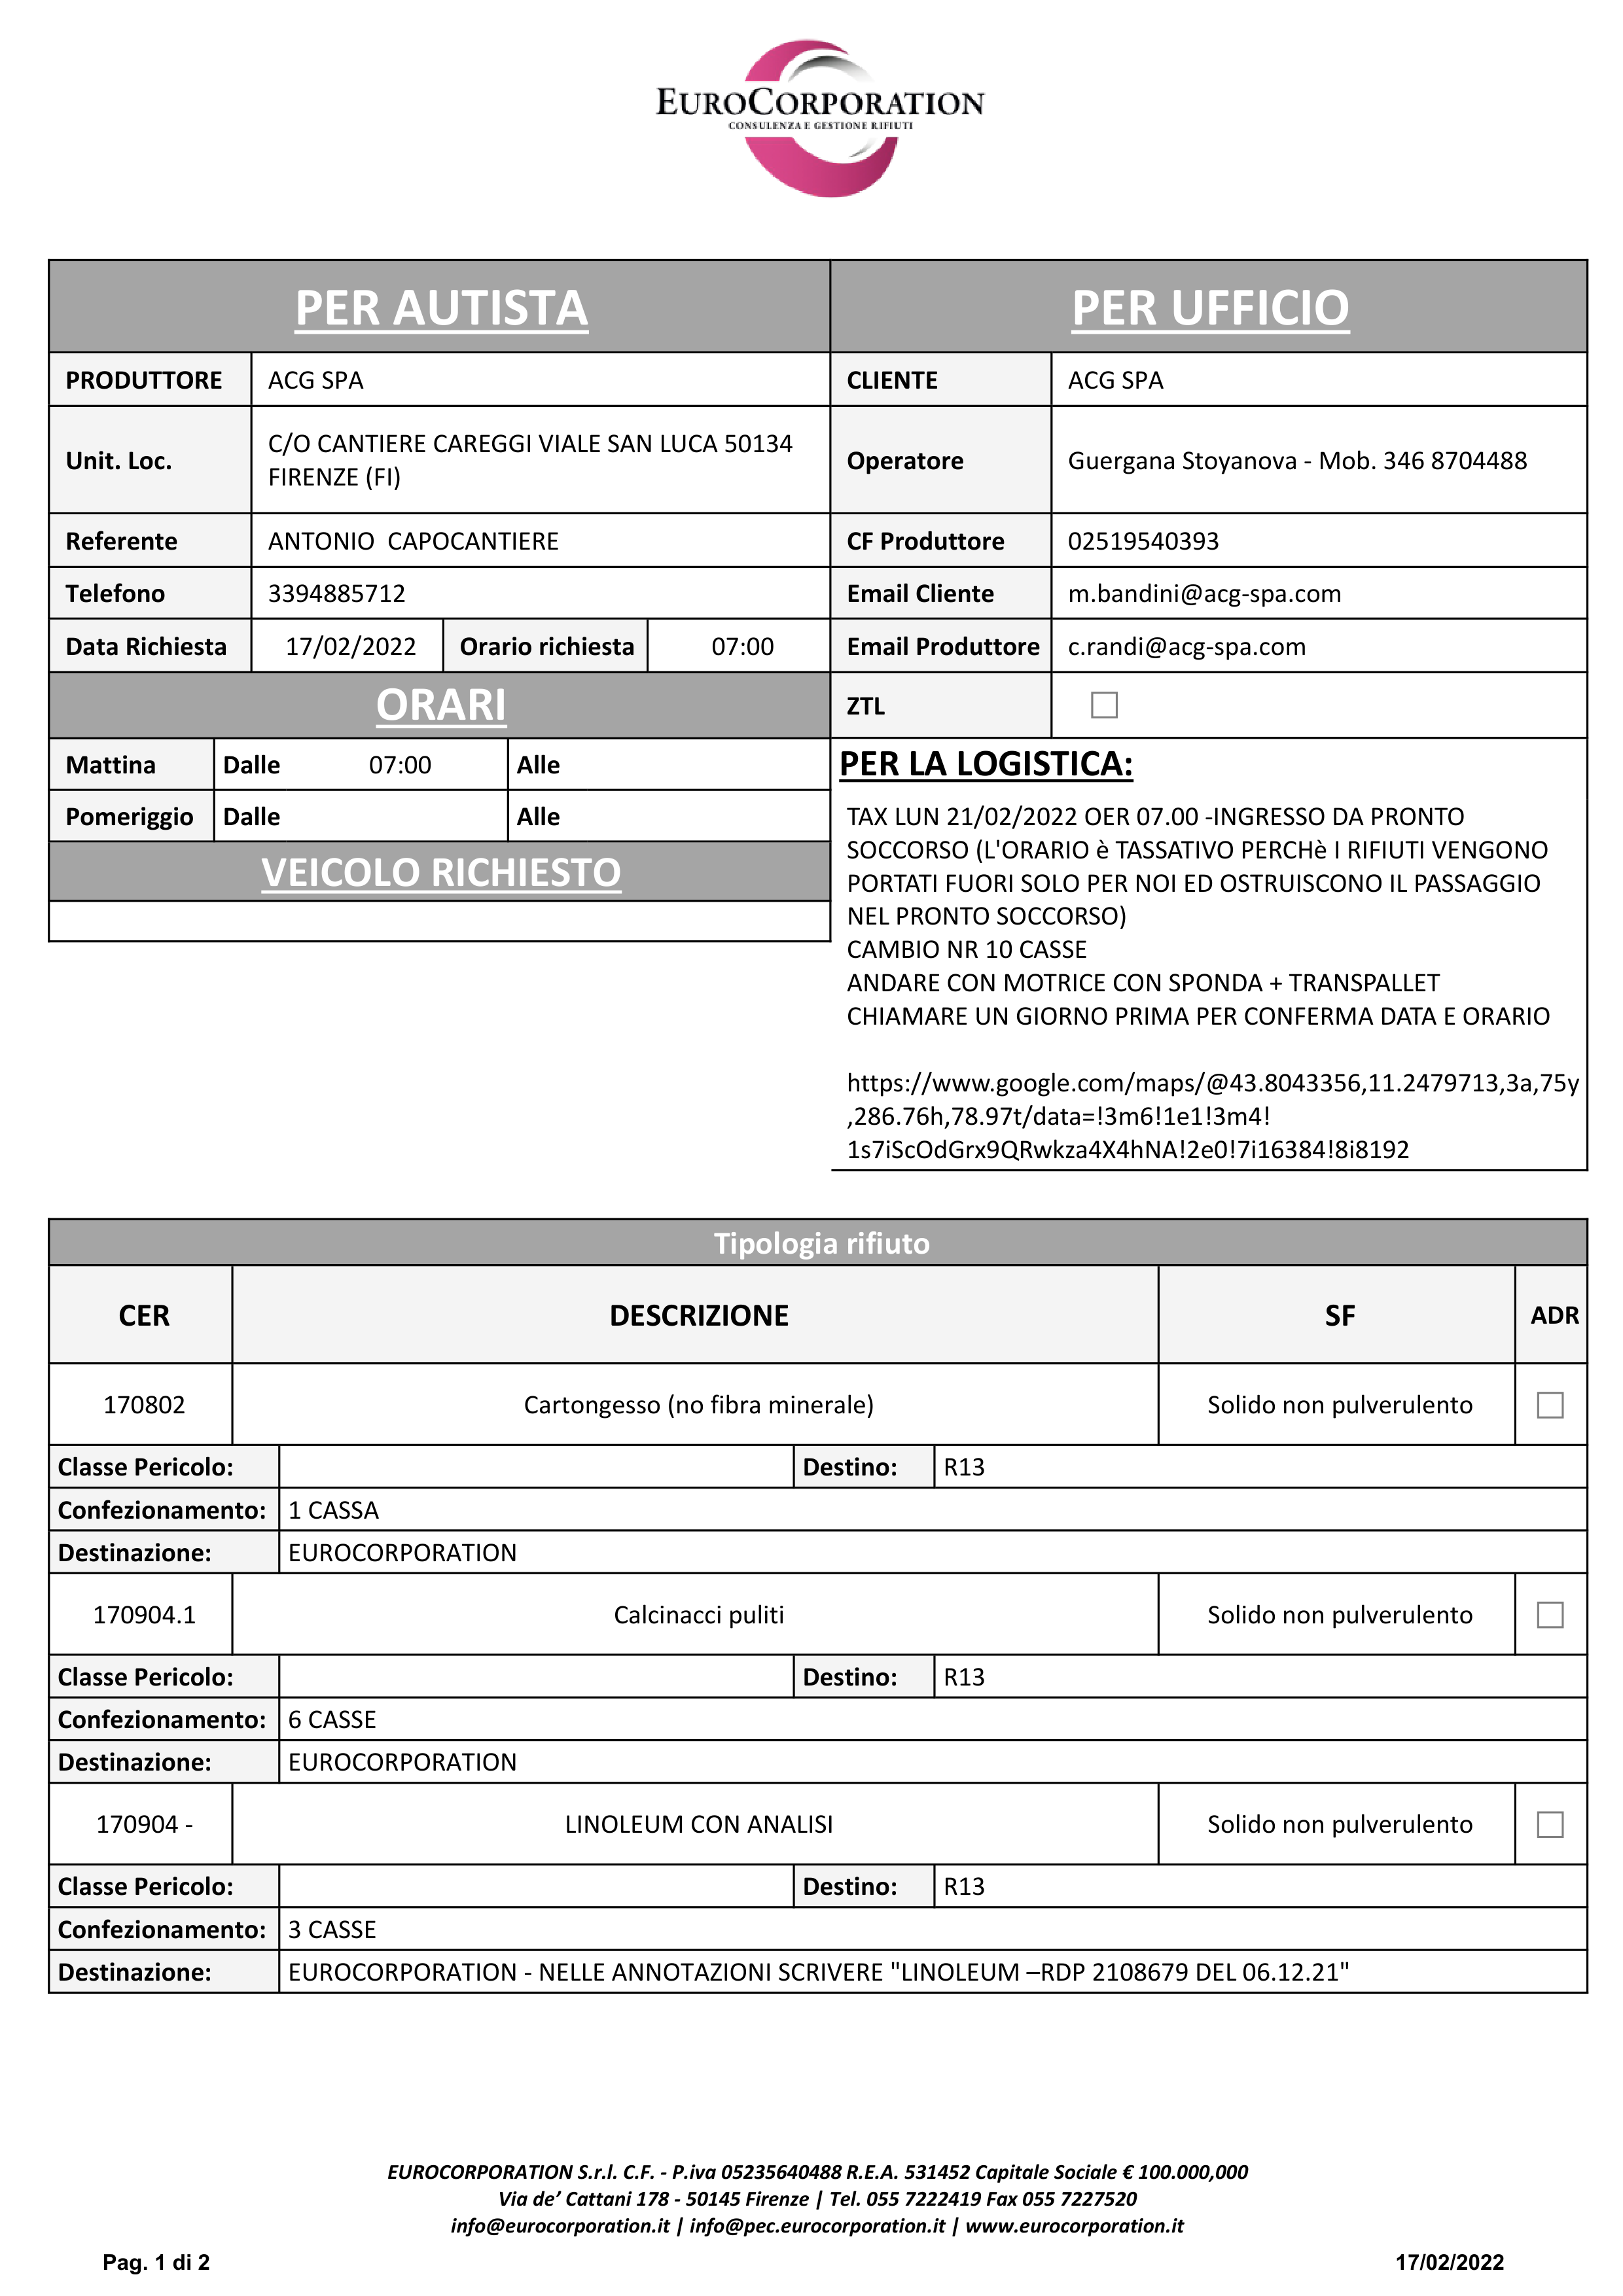 EUROCORPORATION
CONSULENZA E GESTIONE RIFIUTI
PER AUTISTA
PRODUTTORE ACG SPA
Unit. Loc. C/O CANTIERE CAREGGI VIALE SAN LUCA 50134
FIRENZE (FI)
Referente ANTONIO  CAPOCANTIERE
Telefono 3394885712
Data Richiesta 17/02/2022 Orario richiesta 07:00
ORARI
Mattina Dalle 07:00 Alle
Pomeriggio Dalle Alle
VEICOLO RICHIESTO
PER UFFICIO
CLIENTE ACG SPA
Operatore Guergana Stoyanova - Mob. 346 8704488
CF Produttore 02519540393
Email Cliente m.bandini@acg-spa.com
Email Produttore c.randi@acg-spa.com
ZTL
PER LA LOGISTICA:
TAX LUN 21/02/2022 OER 07.00 -INGRESSO DA PRONTO
SOCCORSO (L'ORARIO è TASSATIVO PERCHè I RIFIUTI VENGONO
PORTATI FUORI SOLO PER NOI ED OSTRUISCONO IL PASSAGGIO
NEL PRONTO SOCCORSO)
CAMBIO NR 10 CASSE
ANDARE CON MOTRICE CON SPONDA + TRANSPALLET
CHIAMARE UN GIORNO PRIMA PER CONFERMA DATA E ORARIO
https://www.google.com/maps/@43.8043356,11.2479713,3a,75y
,286.76h,78.97t/data=!3m6!1e1!3m4!
1s7iScOdGrx9QRwkza4X4hNA!2e0!7i16384!8i8192
Tipologia rifiuto
CER DESCRIZIONE SF ADR
170802 Cartongesso (no fibra minerale) Solido non pulverulento
Classe Pericolo: Destino: R13
Confezionamento: 1 CASSA
Destinazione: EUROCORPORATION
170904.1 Calcinacci puliti Solido non pulverulento
Classe Pericolo: Destino: R13
Confezionamento: 6 CASSE
Destinazione: EUROCORPORATION
170904 - LINOLEUM CON ANALISI Solido non pulverulento
Classe Pericolo: Destino: R13
Confezionamento: 3 CASSE
Destinazione: EUROCORPORATION - NELLE ANNOTAZIONI SCRIVERE "LINOLEUM –RDP 2108679 DEL 06.12.21"
EUROCORPORATION S.r.l. C.F. - P.iva 05235640488 R.E.A. 531452 Capitale Sociale € 100.000,000
Via de’ Cattani 178 - 50145 Firenze | Tel. 055 7222419 Fax 055 7227520
info@eurocorporation.it | info@pec.eurocorporation.it | www.eurocorporation.it
Pag. 1 di 2 17/02/2022